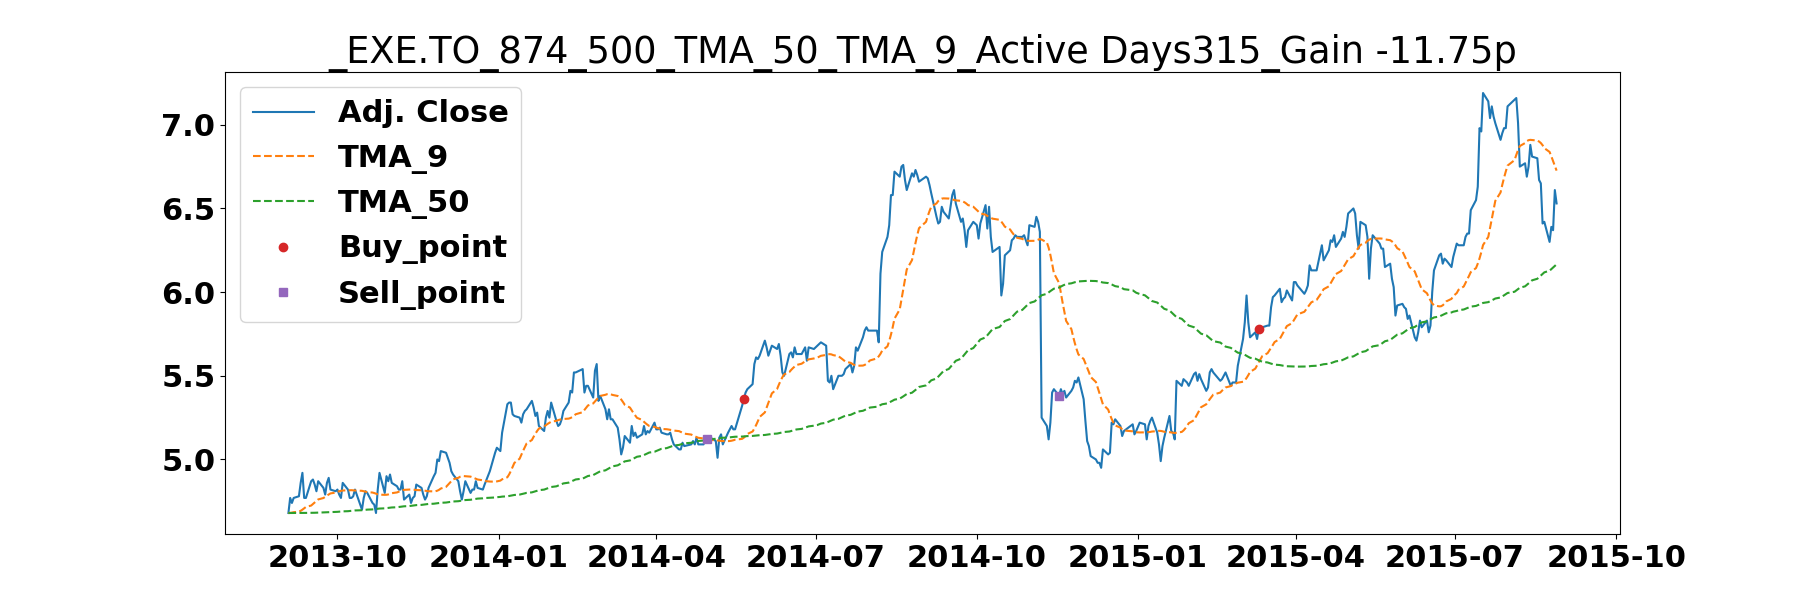 _EXE.TO_874_500_TMA_50_TMA_9_Active Days315_Gain -11.75p
Adj. Close
TMA_9
TMA_50
Buy_point
Sell_point
7.0
6.5
6.0
5.5
5.0
2013-10 2014-01 2014-04 2014-07 2014-10 2015-01 2015-04 2015-07 2015-10